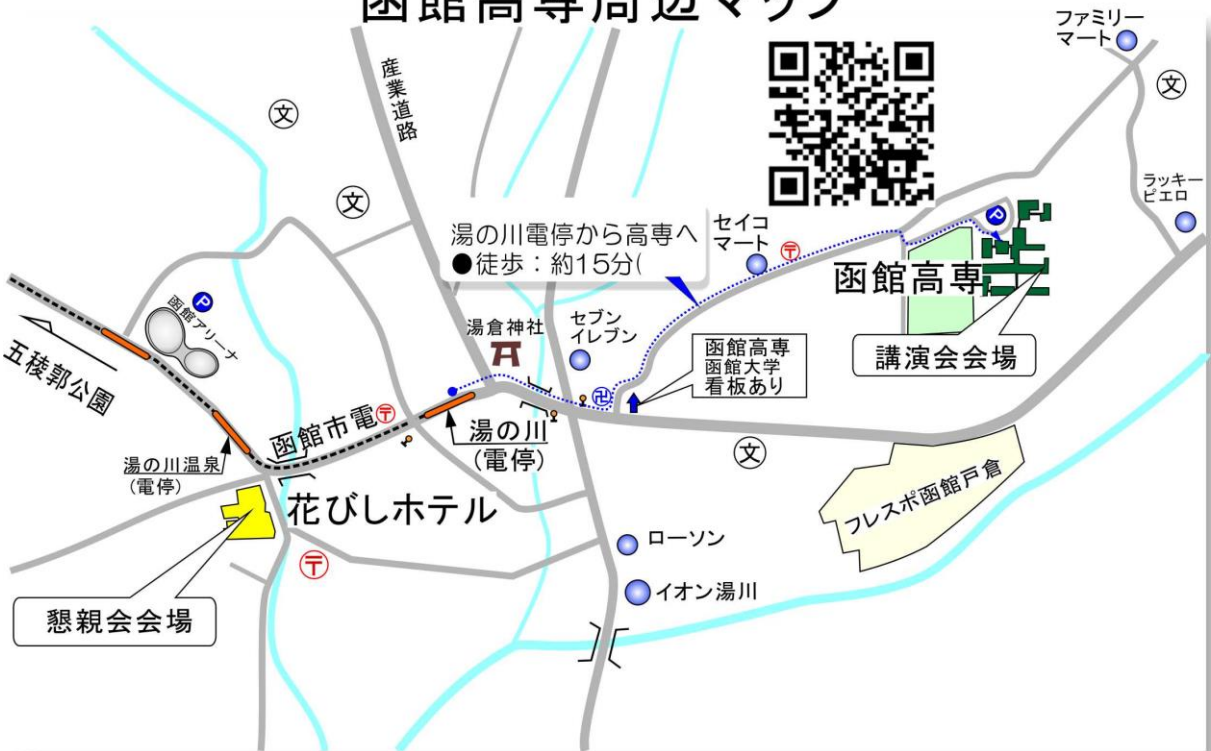 函館高専周辺マップ
ファミリー
マート
文
産業道路
文
文
ラッキー
ピエロ
P
湯の川電停から高専へ
●徒歩：約15分(
セイコ
マート
〒
函館高専
P
函館アリーナ
五稜郭公園
湯倉神社
セブン
イレブン
函館高専
函館大学
看板あり
講演会会場
卍
函館市電
〒
湯の川
(電停)
湯の川温泉
(電停)
文
花びしホテル
フレスポ函館戸倉
〒
ローソン
イオン湯川
懇親会会場